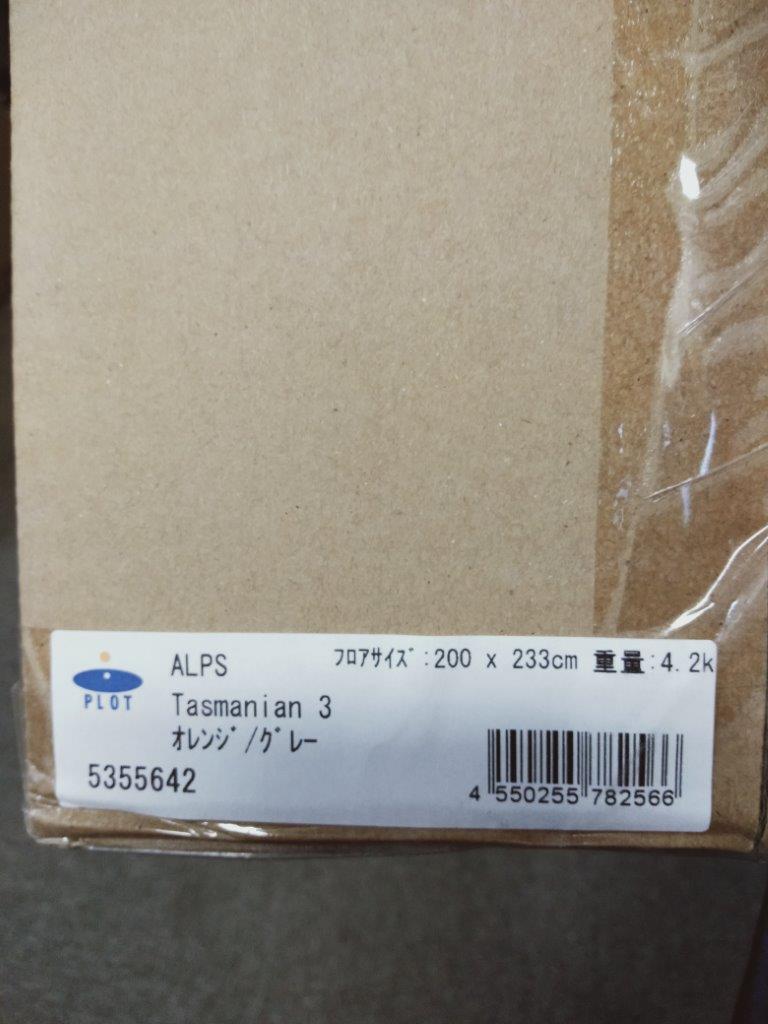 PLOT
ALPS
ﾌﾛｱｻｲｽﾞ:200 x 233cm 重量:4.2k
Tasmanian 3
ｵﾚﾝｼﾞ/ｸﾞﾚｰ
5355642
4 550255 782566